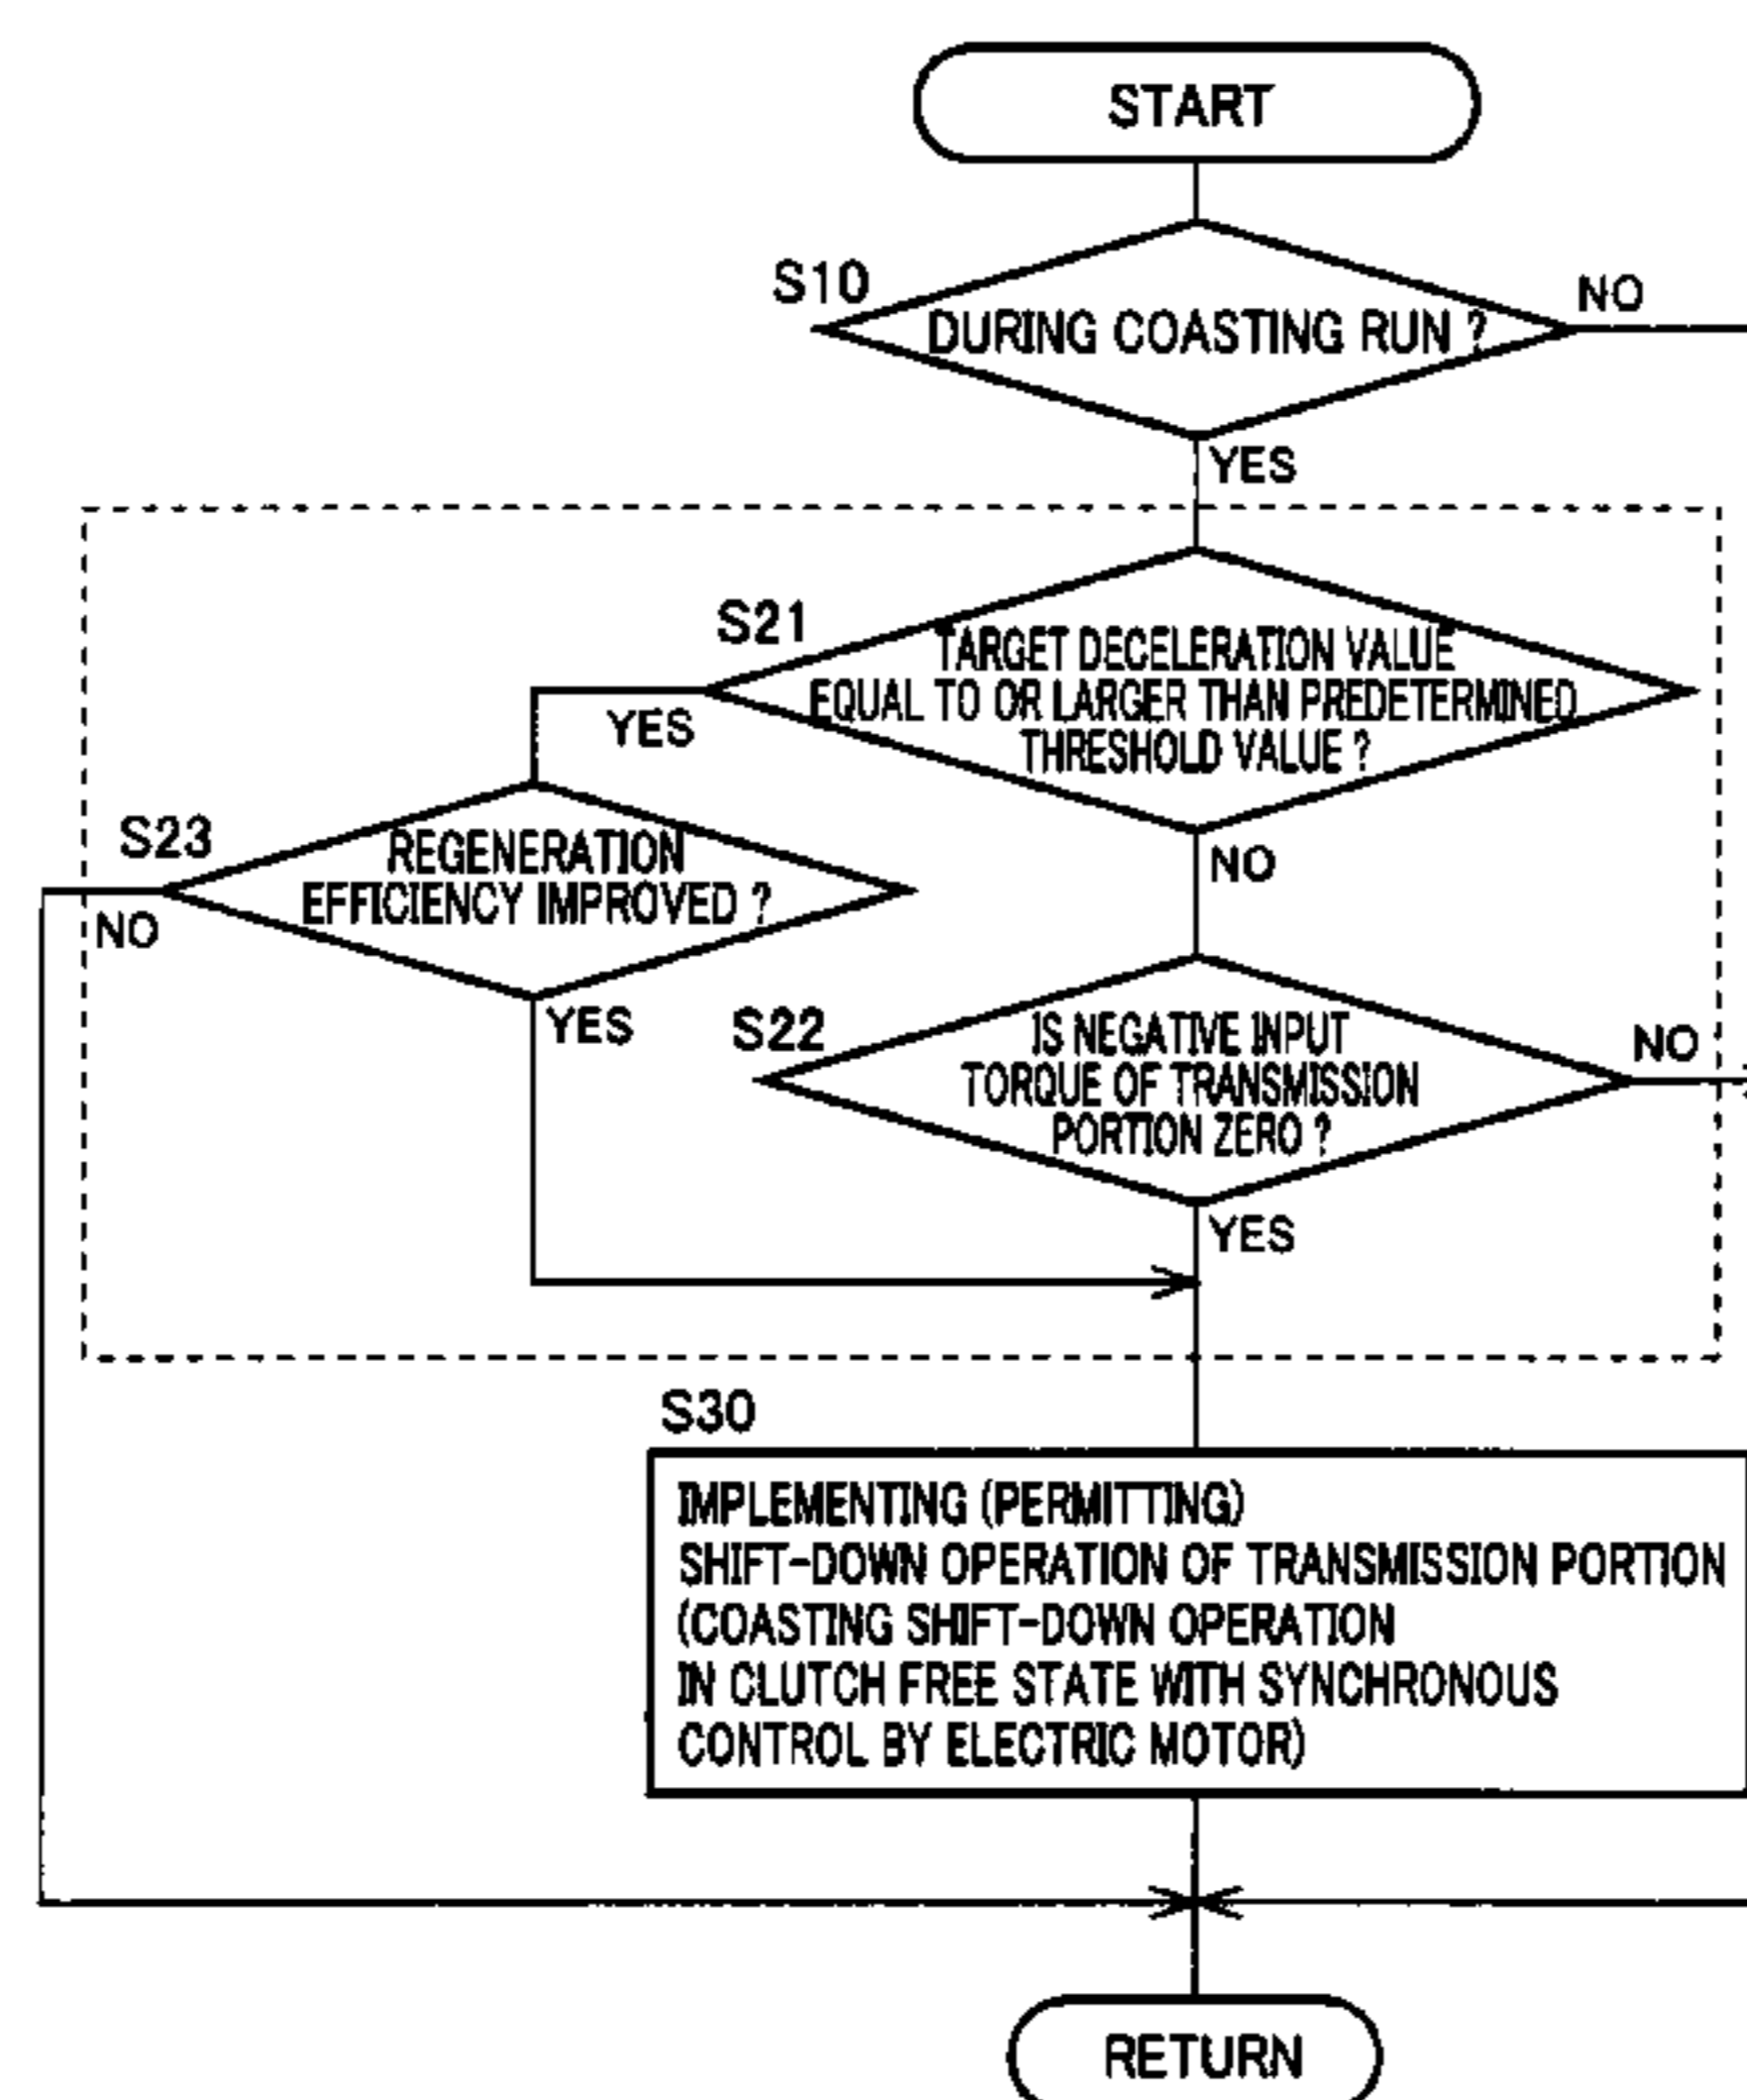 START
S10
DURING COASTING RUN ?
NO
YES
S21
TARGET DECELERATION VALUE
EQUAL TO OR LARGER THAN PREDETERMINED
THRESHOLD VALUE ?
YES
NO
S23
REGENERATION
EFFICIENCY IMPROVED ?
NO
YES
S22
IS NEGATIVE INPUT
TORQUE OF TRANSMISSION
PORTION ZERO ?
NO
YES
S30
IMPLEMENTING (PERMITTING)
SHIFT-DOWN OPERATION OF TRANSMISSION PORTION
(COASTING SHIFT-DOWN OPERATION
IN CLUTCH FREE STATE WITH SYNCHRONOUS
CONTROL BY ELECTRIC MOTOR)
RETURN